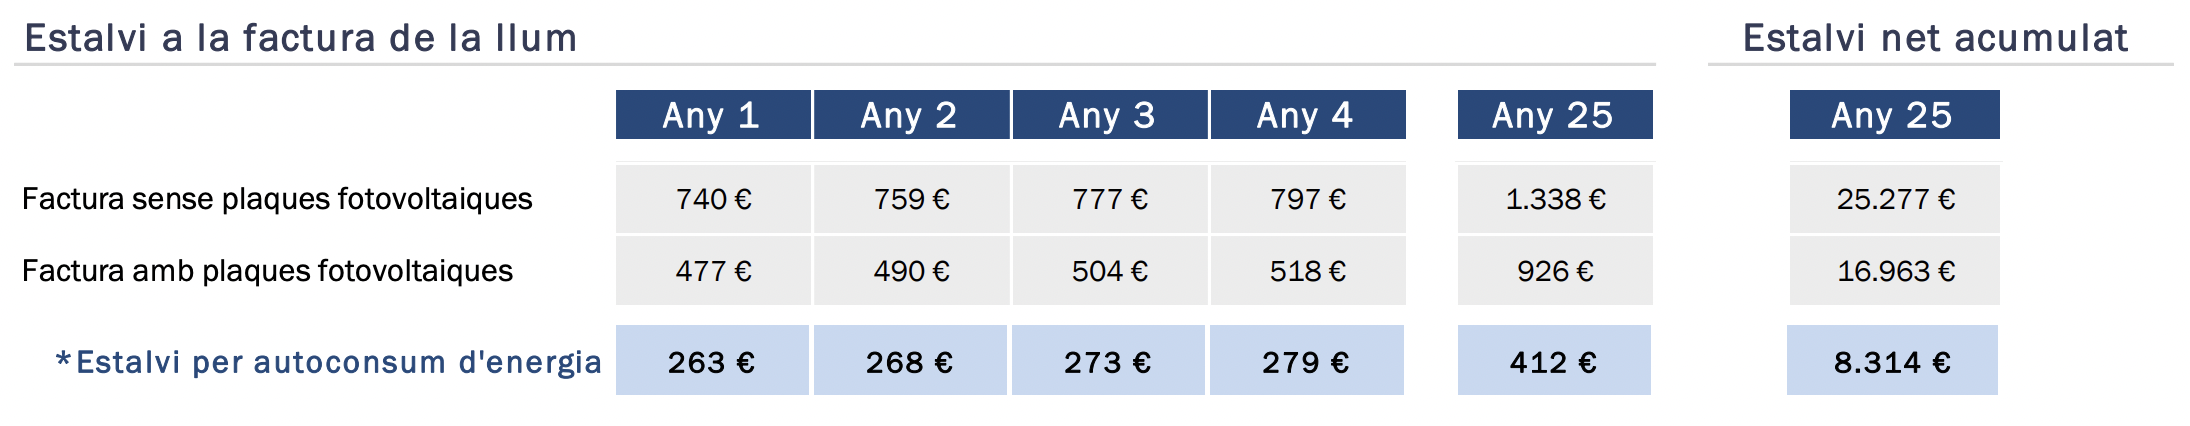 Estalvi a la factura de la llum Estalvi net acumulat
Any 1 Any 2 Any 3 Any 4 Any 25 Any 25
Factura sense plaques fotovoltaiques 740 € 759 € 777 € 797 € 1.338 € 25.277 €
Factura amb plaques fotovoltaiques 477 € 490 € 504 € 518 € 926 € 16.963 €
*Estalvi per autoconsum d'energia 263 € 268 € 273 € 279 € 412 € 8.314 €